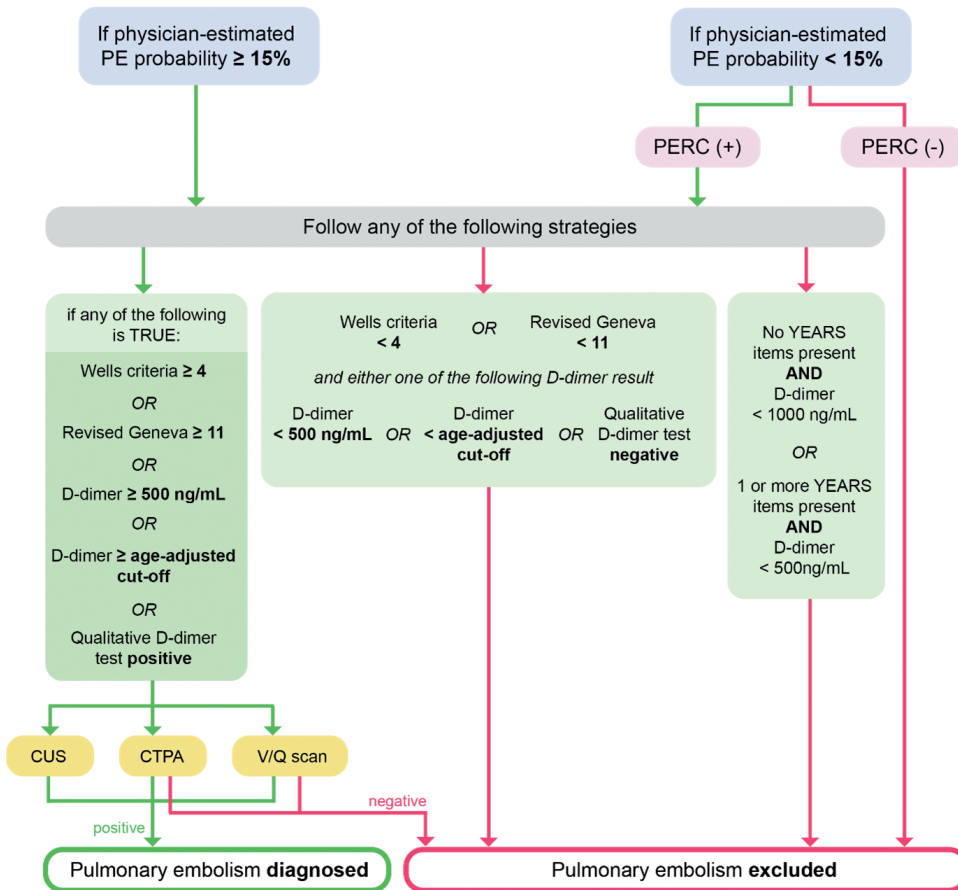 If physician-estimated
PE probability ≥ 15%
If physician-estimated
PE probability < 15%
PERC (+)
PERC (-)
Follow any of the following strategies
if any of the following
is TRUE:
Wells criteria ≥ 4
OR
Revised Geneva ≥ 11
OR
D-dimer ≥ 500 ng/mL
OR
D-dimer ≥ age-adjusted
cut-off
OR
Qualitative D-dimer
test positive
Wells criteria
< 4
OR
Revised Geneva
< 11
and either one of the following D-dimer result
D-dimer
< 500 ng/mL
OR
D-dimer
< age-adjusted
cut-off
OR
Qualitative
D-dimer test
negative
No YEARS
items present
AND
D-dimer
< 1000 ng/mL
OR
1 or more YEARS
items present
AND
D-dimer
< 500ng/mL
CUS
CTPA
V/Q scan
positive
negative
Pulmonary embolism diagnosed
Pulmonary embolism excluded